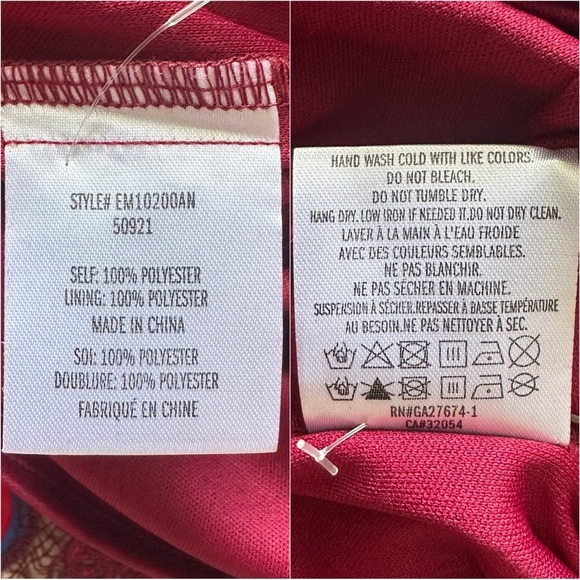 STYLE# EM10200AN
50921
SELF: 100% POLYESTER
LINING: 100% POLYESTER
MADE IN CHINA
SOI: 100% POLYESTER
DOUBLURE: 100% POLYESTER
FABRIQUÉ EN CHINE
HAND WASH COLD WITH LIKE COLORS.
DO NOT BLEACH.
DO NOT TUMBLE DRY.
HANG DRY. LOW IRON IF NEEDED IT.DO NOT DRY CLEAN.
LAVER À LA MAIN À L'EAU FROIDE
AVEC DES COULEURS SEMBLABLES.
NE PAS BLANCHIR.
NE PAS SÉCHER EN MACHINE.
SUSPENSION À SÉCHER.REPASSER À BASSE TEMPÉRATURE
AU BESOIN.NE PAS NETTOYER À SEC.
RN#GA27674-1
CA#32054